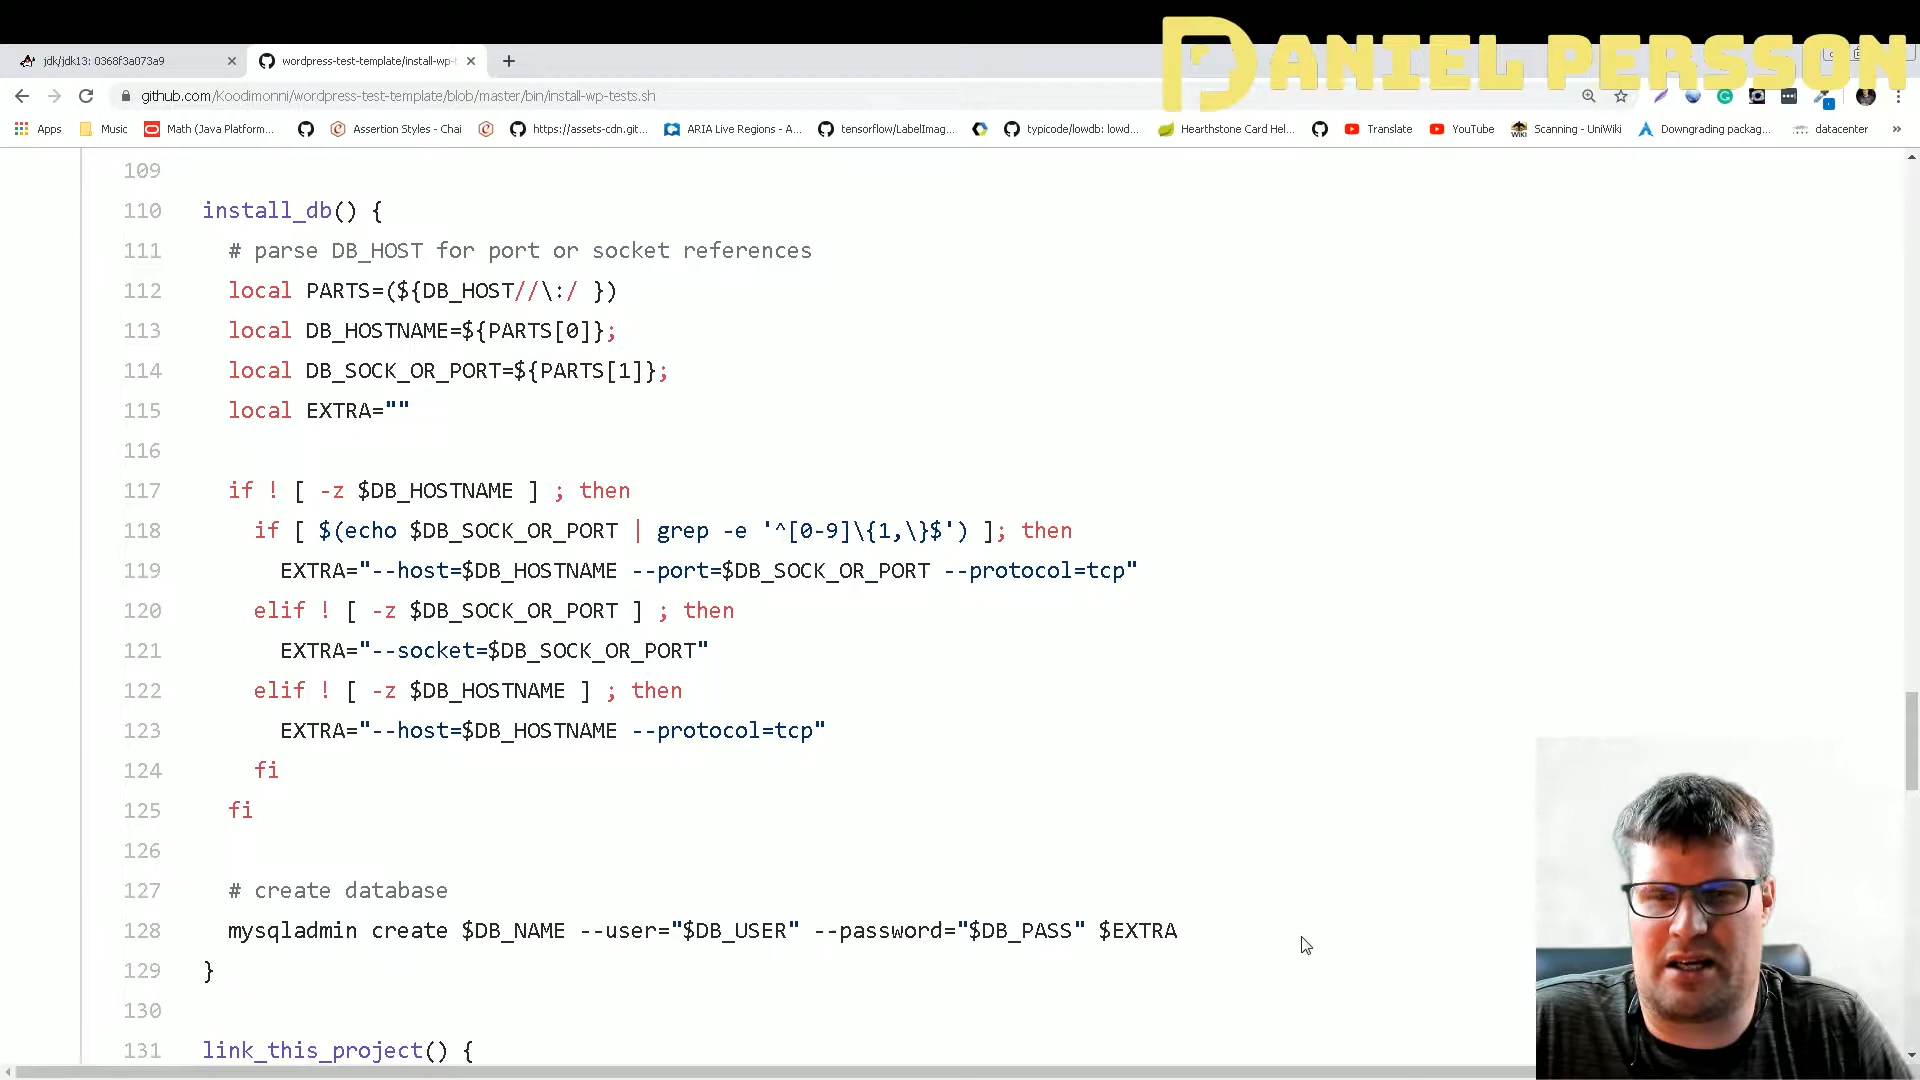 DANIEL PERSSON
jdk/jdk13: 0368f3a073a9
wordpress-test-template/install-wp-t
github.com/Koodimonni/wordpress-test-template/blob/master/bin/install-wp-tests.sh
Apps Music Math (Java Platform... Assertion Styles - Chai https://assets-cdn.git... ARIA Live Regions - A... tensorflow/LabelImag... typicode/lowdb: lowd... Hearthstone Card Hel... Translate YouTube Scanning - UniWiki Downgrading packag... datacenter »
109
110 install_db() {
111 # parse DB_HOST for port or socket references
112 local PARTS=(${DB_HOST//\:/ })
113 local DB_HOSTNAME=${PARTS[0]};
114 local DB_SOCK_OR_PORT=${PARTS[1]};
115 local EXTRA=""
116
117 if ! [ -z $DB_HOSTNAME ] ; then
118 if [ $(echo $DB_SOCK_OR_PORT | grep -e '^[0-9]\{1,\}$') ]; then
119 EXTRA="--host=$DB_HOSTNAME --port=$DB_SOCK_OR_PORT --protocol=tcp"
120 elif ! [ -z $DB_SOCK_OR_PORT ] ; then
121 EXTRA="--socket=$DB_SOCK_OR_PORT"
122 elif ! [ -z $DB_HOSTNAME ] ; then
123 EXTRA="--host=$DB_HOSTNAME --protocol=tcp"
124 fi
125 fi
126
127 # create database
128 mysqladmin create $DB_NAME --user="$DB_USER" --password="$DB_PASS" $EXTRA
129 }
130
131 link_this_project() {